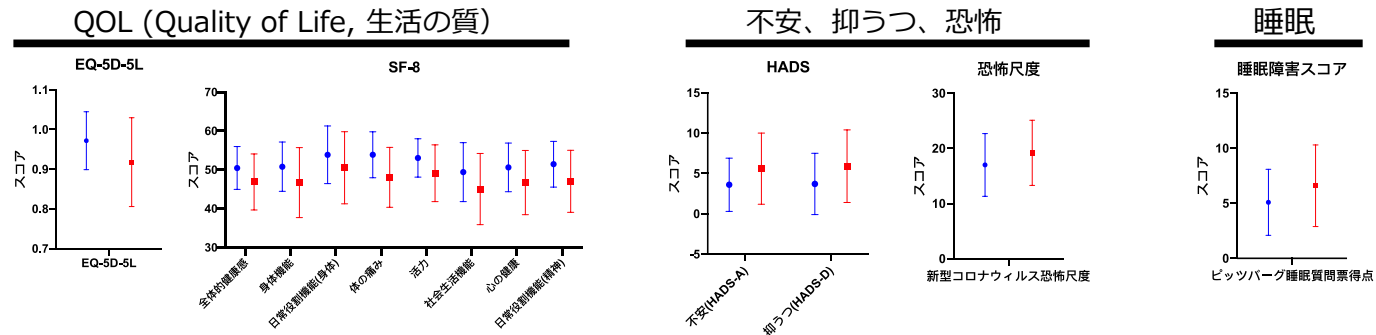 QOL (Quality of Life, 生活の質)
不安、抑うつ、恐怖
睡眠
EQ-5D-5L
スコア
1.1
1.0
0.9
0.8
0.7
EQ-5D-5L
SF-8
70
60
50
40
30
全体的健康感
身体機能
日常役割機能(身体)
体の痛み
活力
社会生活機能
心の健康
日常役割機能(精神)
HADS
スコア
15
10
5
0
-5
不安(HADS-A)
抑うつ(HADS-D)
恐怖尺度
スコア
30
20
10
0
新型コロナウィルス恐怖尺度
睡眠障害スコア
スコア
15
10
5
0
ピッツバーグ睡眠質問票得点